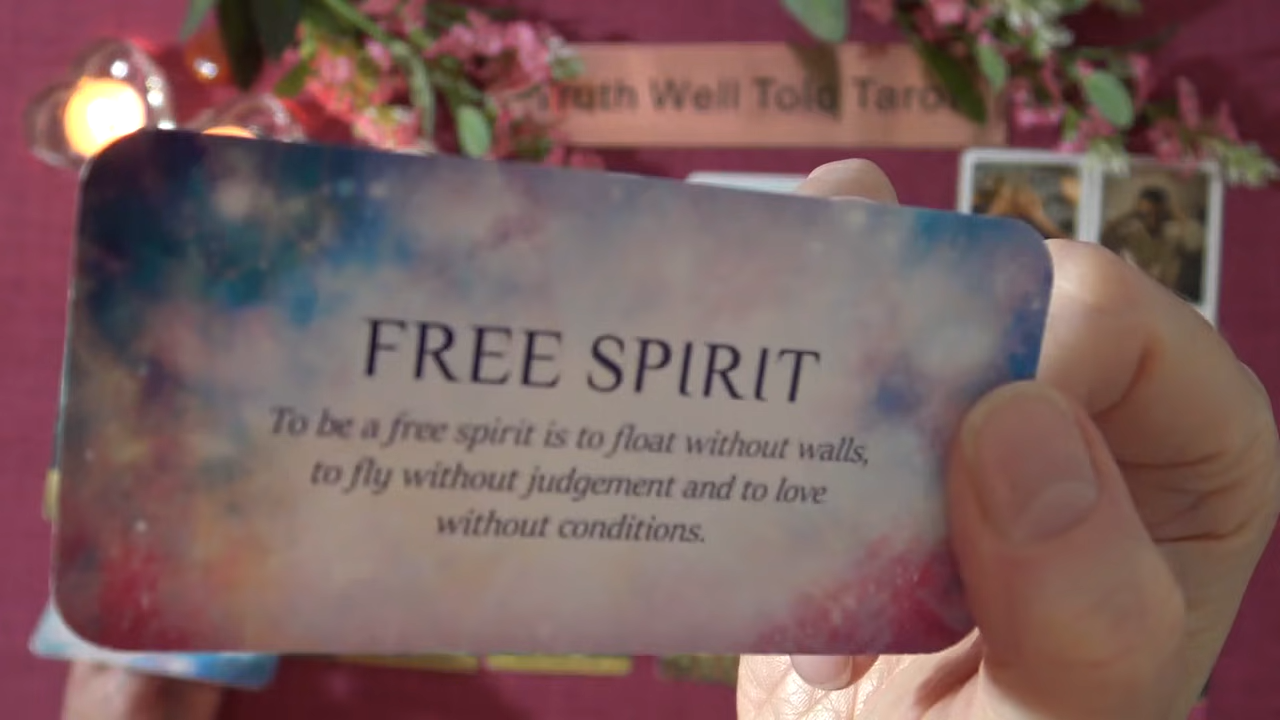 Truth Well Told Tarot
FREE SPIRIT
To be a free spirit is to float without walls,
to fly without judgement and to love
without conditions.